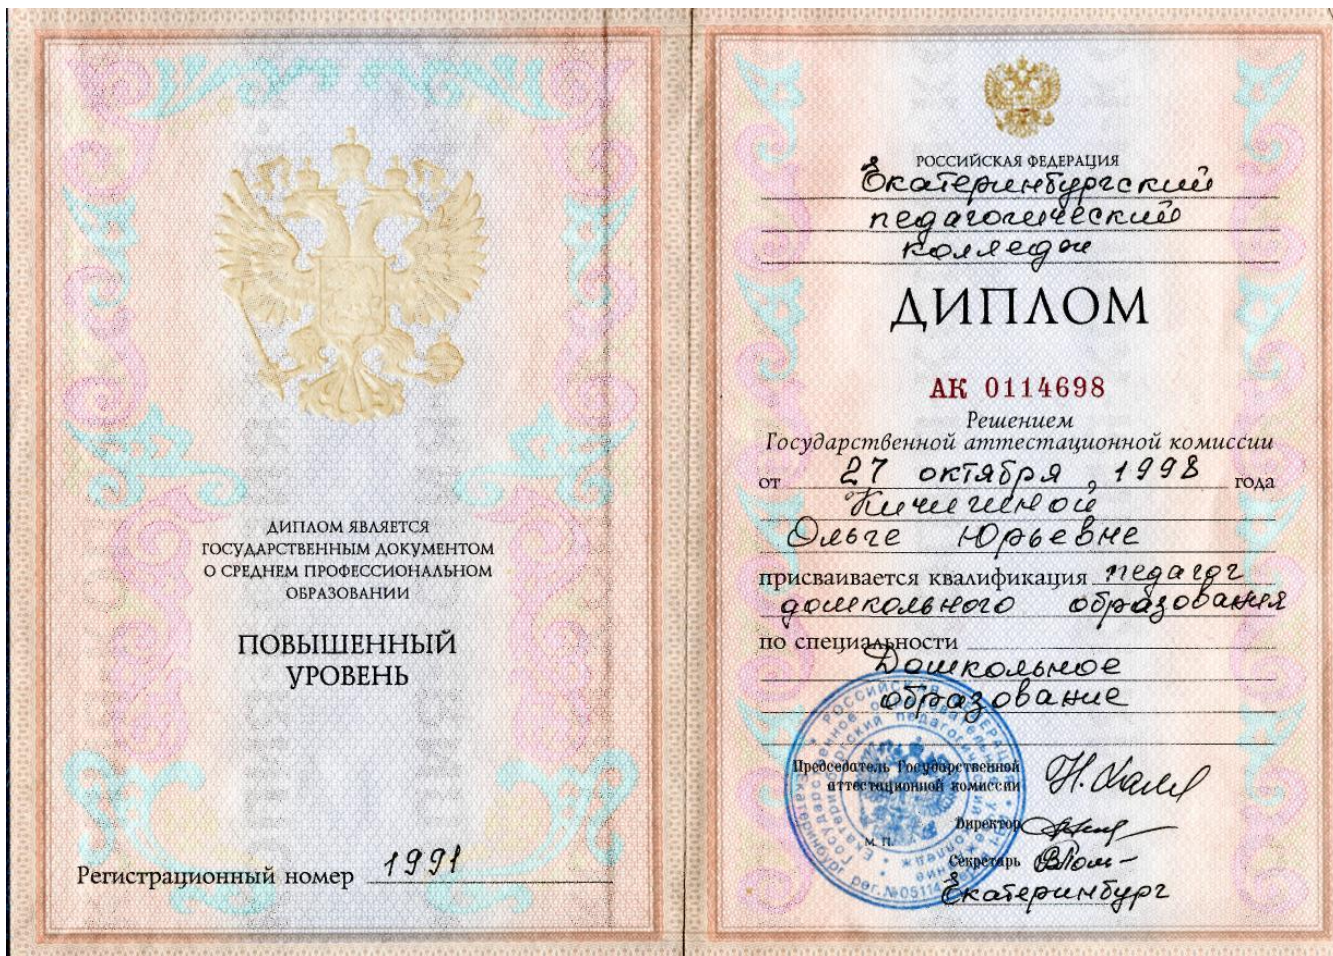 ДИПЛОМ ЯВЛЯЕТСЯ
ГОСУДАРСТВЕННЫМ ДОКУМЕНТОМ
О СРЕДНЕМ ПРОФЕССИОНАЛЬНОМ
ОБРАЗОВАНИИ
ПОВЫШЕННЫЙ
УРОВЕНЬ
Регистрационный номер 1991
РОССИЙСКАЯ ФЕДЕРАЦИЯ
Екатеринбургский
педагогический
колледж
ДИПЛОМ
АК 0114698
Решением
Государственной аттестационной комиссии
от 27 октября, 1998 года
Кичигиной
Ольге Юрьевне
присваивается квалификация педагог
дошкольного образования
по специальности
Дошкольное
образование
Председатель Государственной
аттестационной комиссии
Директор
М. П.
Секретарь
Екатеринбург